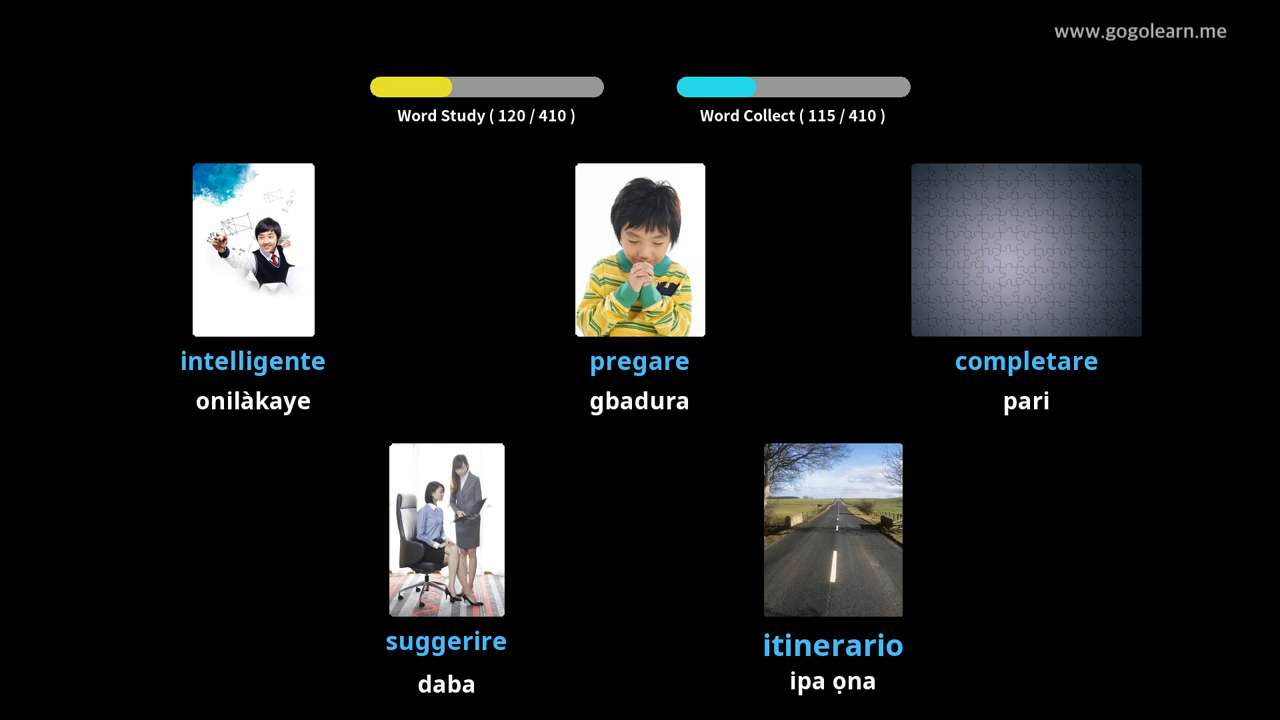 www.gogolearn.me
Word Study ( 120 / 410 )
Word Collect ( 115 / 410 )
intelligente
onilàkaye
pregare
gbadura
completare
pari
suggerire
daba
itinerario
ipa ọna